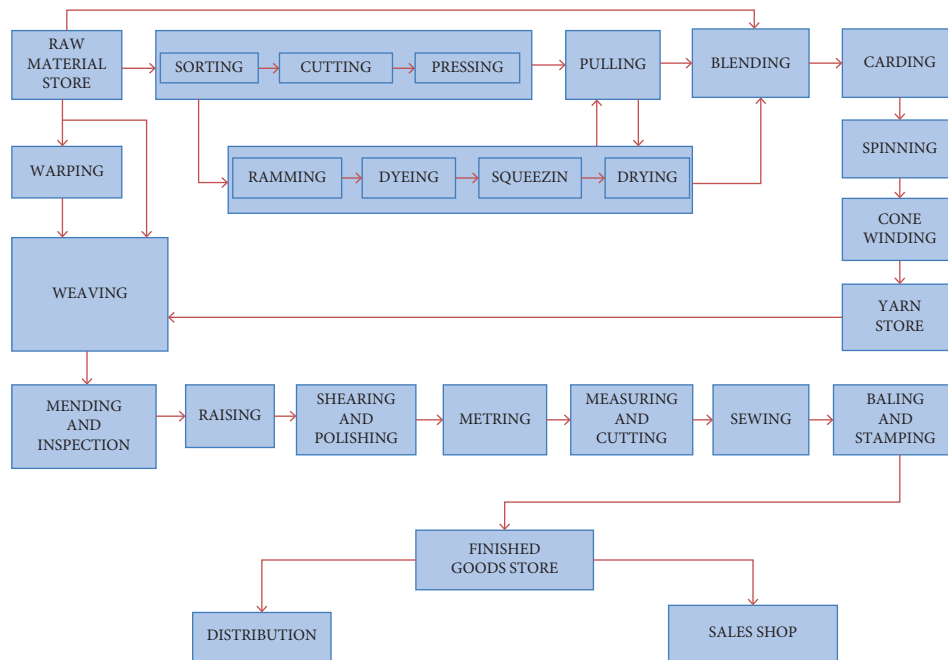 RAW
MATERIAL
STORE
SORTING
CUTTING
PRESSING
PULLING
BLENDING
CARDING
WARPING
RAMMING
DYEING
SQUEEZIN
DRYING
SPINNING
CONE
WINDING
WEAVING
YARN
STORE
MENDING
AND
INSPECTION
RAISING
SHEARING
AND
POLISHING
METRING
MEASURING
AND
CUTTING
SEWING
BALING
AND
STAMPING
FINISHED
GOODS STORE
DISTRIBUTION
SALES SHOP